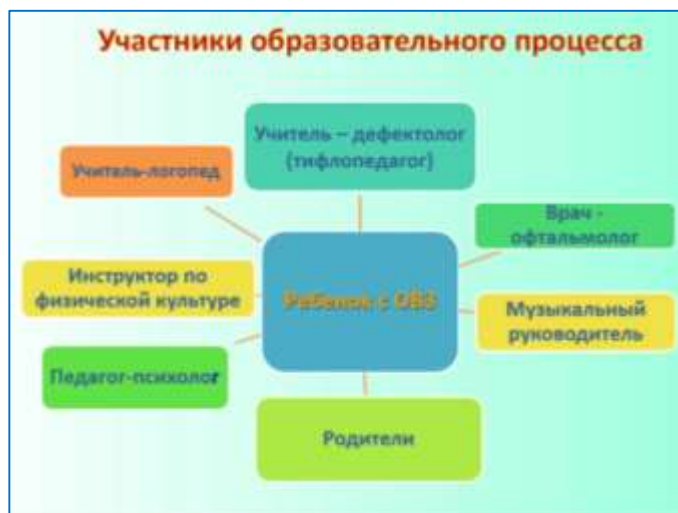 Участники образовательного процесса
Учитель – дефектолог
(тифлопедагог)
Учитель-логопед
Врач -
офтальмолог
Инструктор по
физической культуре
Ребенок с ОВЗ
Музыкальный
руководитель
Педагог-психолог
Родители